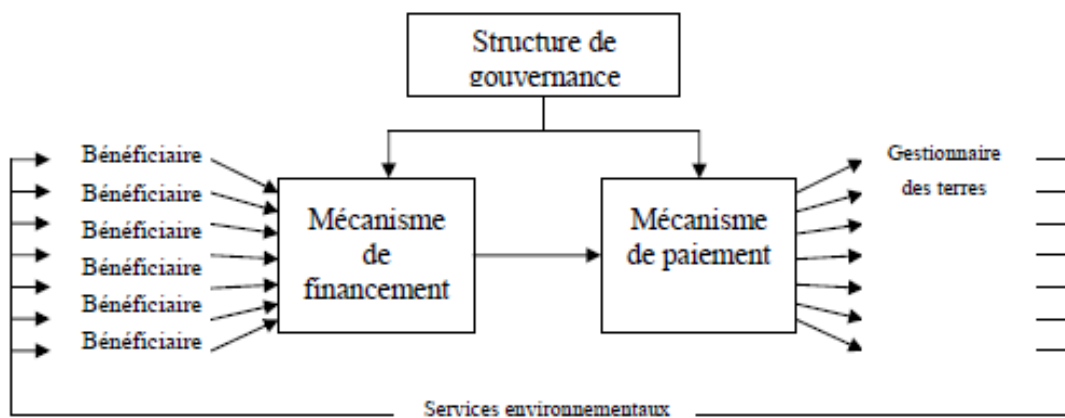 Structure de
gouvernance
Bénéficiaire
Bénéficiaire
Bénéficiaire
Bénéficiaire
Bénéficiaire
Bénéficiaire
Mécanisme
de
financement
Mécanisme
de paiement
Gestionnaire
des terres
Services environnementaux